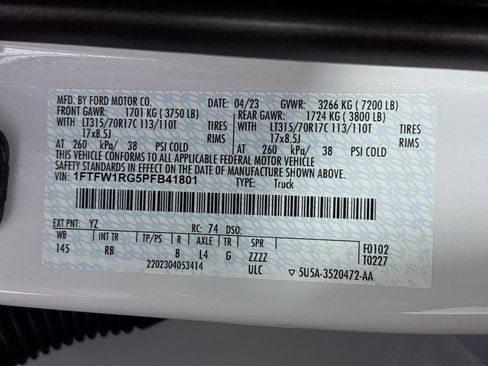 MFD. BY FORD MOTOR CO. DATE: 04/23 GVWR: 3266 KG ( 7200 LB)
FRONT GAWR: 1701 KG ( 3750 LB) REAR GAWR: 1724 KG ( 3800 LB)
WITH LT315/70R17C 113/110T TIRES WITH LT315/70R17C 113/110T TIRES
17x8.5J RIMS 17x8.5J RIMS
AT 260 kPa/ 38 PSI COLD AT 260 kPa/ 38 PSI COLD
THIS VEHICLE CONFORMS TO ALL APPLICABLE FEDERAL MOTOR VEHICLE
SAFETY STANDARDS IN EFFECT ON THE DATE OF MANUFACTURE SHOWN ABOVE.
VIN: 1FTFW1RG5PFB41801 TYPE: Truck
EXT PNT: YZ RC: 74 DSO:
WB INT TR TP/PS R AXLE TR SPR F0102
145 RB 8 L4 G ZZZZ T0227
2202304053414 ULC 5U5A-3520472-AA